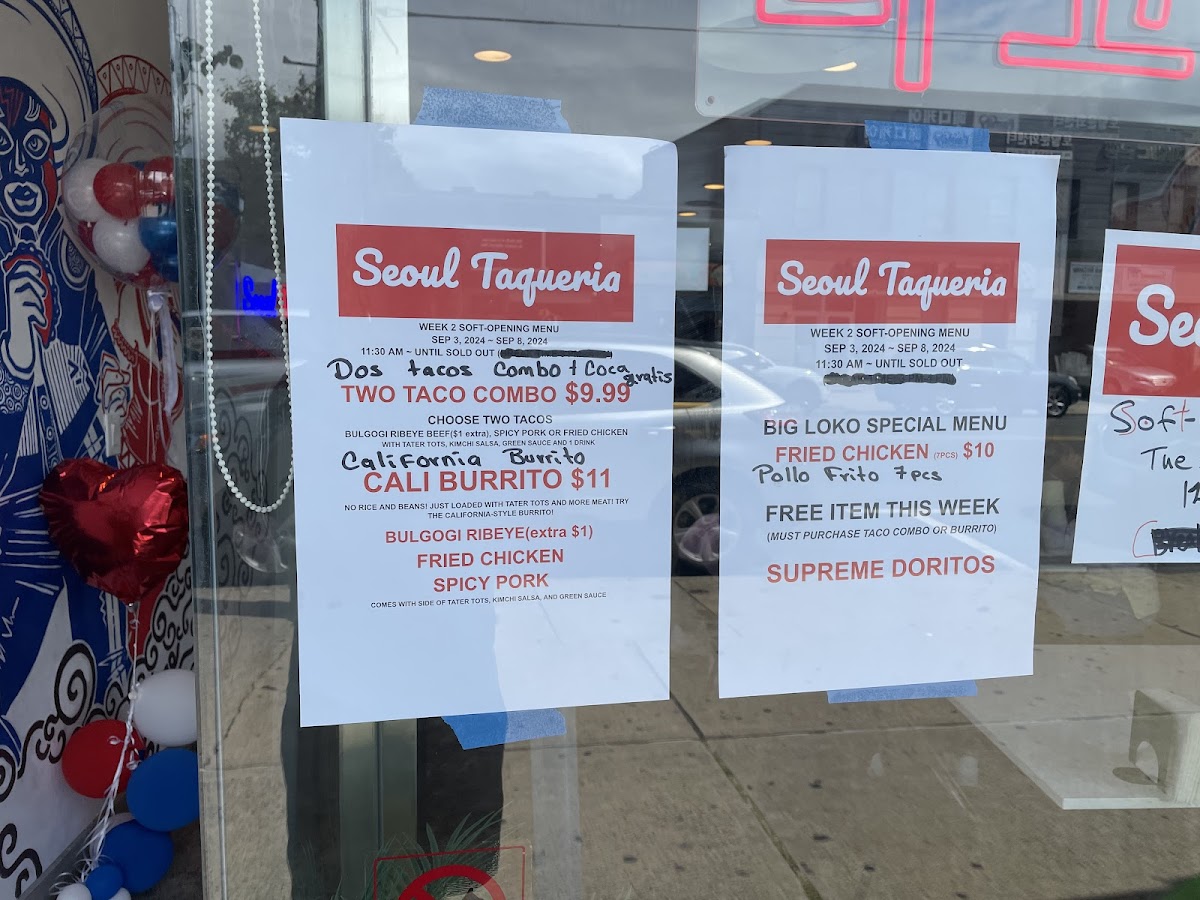 Seoul Taqueria
WEEK 2 SOFT-OPENING MENU
SEP 3, 2024 ~ SEP 8, 2024
11:30 AM ~ UNTIL SOLD OUT
Dos tacos Combo + Coca gratis
TWO TACO COMBO $9.99
CHOOSE TWO TACOS
BULGOGI RIBEYE BEEF($1 extra), SPICY PORK OR FRIED CHICKEN
WITH TATER TOTS, KIMCHI SALSA, GREEN SAUCE AND 1 DRINK
California Burrito
CALI BURRITO $11
NO RICE AND BEANS! JUST LOADED WITH TATER TOTS AND MORE MEAT! TRY
THE CALIFORNIA-STYLE BURRITO!
BULGOGI RIBEYE(extra $1)
FRIED CHICKEN
SPICY PORK
COMES WITH SIDE OF TATER TOTS, KIMCHI SALSA, AND GREEN SAUCE
Seoul Taqueria
WEEK 2 SOFT-OPENING MENU
SEP 3, 2024 ~ SEP 8, 2024
11:30 AM ~ UNTIL SOLD OUT
BIG LOKO SPECIAL MENU
FRIED CHICKEN (7PCS) $10
Pollo Frito 7pcs
FREE ITEM THIS WEEK
(MUST PURCHASE TACO COMBO OR BURRITO)
SUPREME DORITOS
Se
Soft-
The